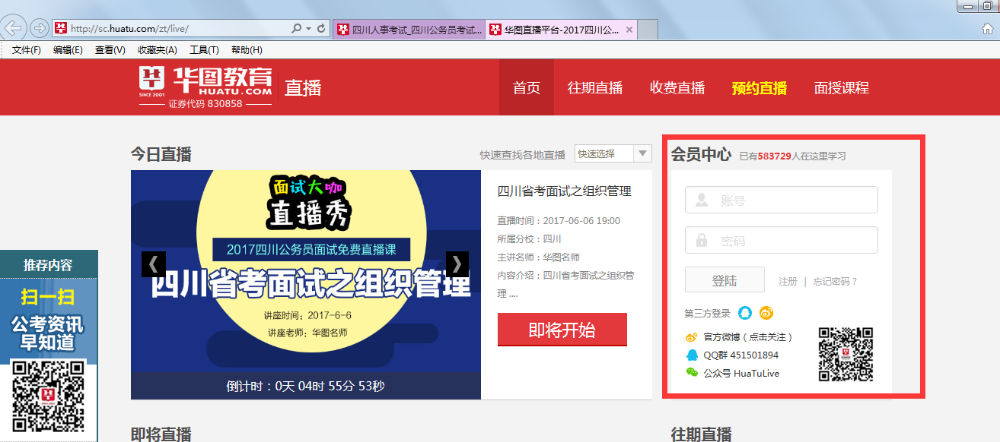 http://sc.huatu.com/zt/live/
四川人事考试_四川公务员考试...
华图直播平台-2017四川公...
文件(F) 编辑(E) 查看(V) 收藏夹(A) 工具(T) 帮助(H)
华图教育
HUATU.COM
SINCE 2001
证券代码 830858
直播
首页 往期直播 收费直播 预约直播 面授课程
今日直播
快速查找各地直播 快速选择
面试大咖
直播秀
2017四川公务员面试免费直播课
四川省考面试之组织管理
讲座时间：2017-6-6
讲座老师：华图名师
倒计时：0天 04时 55分 53秒
四川省考面试之组织管理
直播时间：2017-06-06 19:00
所属分校：四川
主讲名师：华图名师
内容介绍：四川省考面试之组织管
理 ....
即将开始
会员中心 已有583729人在这里学习
账号
密码
登陆 注册 | 忘记密码？
第三方登录
官方微博（点击关注）
QQ群 451501894
公众号 HuaTuLive
推荐内容
扫一扫
公考资讯
早知道
即将直播
往期直播